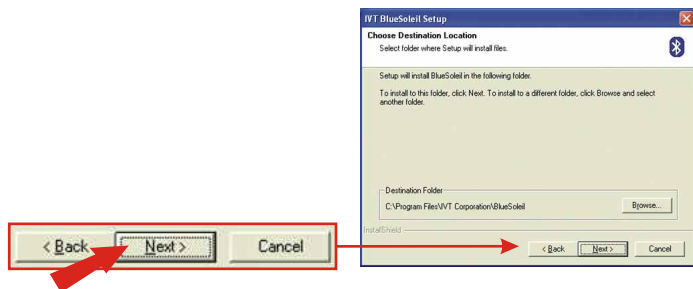 IVT BlueSoleil Setup
Choose Destination Location
Select folder where Setup will install files.
Setup will install BlueSoleil in the following folder.
To install to this folder, click Next. To install to a different folder, click Browse and select
another folder.
Destination Folder
C:\Program Files\IVT Corporation\BlueSoleil
Browse...
InstallShield
< Back
Next >
Cancel
< Back
Next >
Cancel